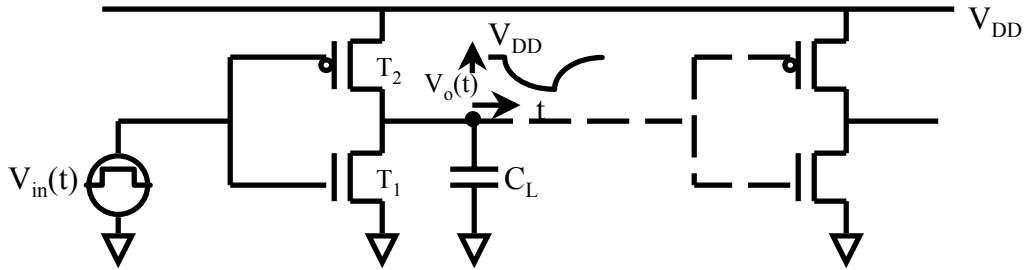 V_DD
V_DD
T_2
V_o(t)
t
V_in(t)
T_1
C_L